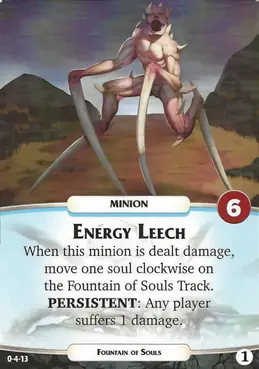 MINION
6
ENERGY LEECH
When this minion is dealt damage,
move one soul clockwise on
the Fountain of Souls Track.
PERSISTENT: Any player
suffers 1 damage.
0-4-13
FOUNTAIN OF SOULS
1